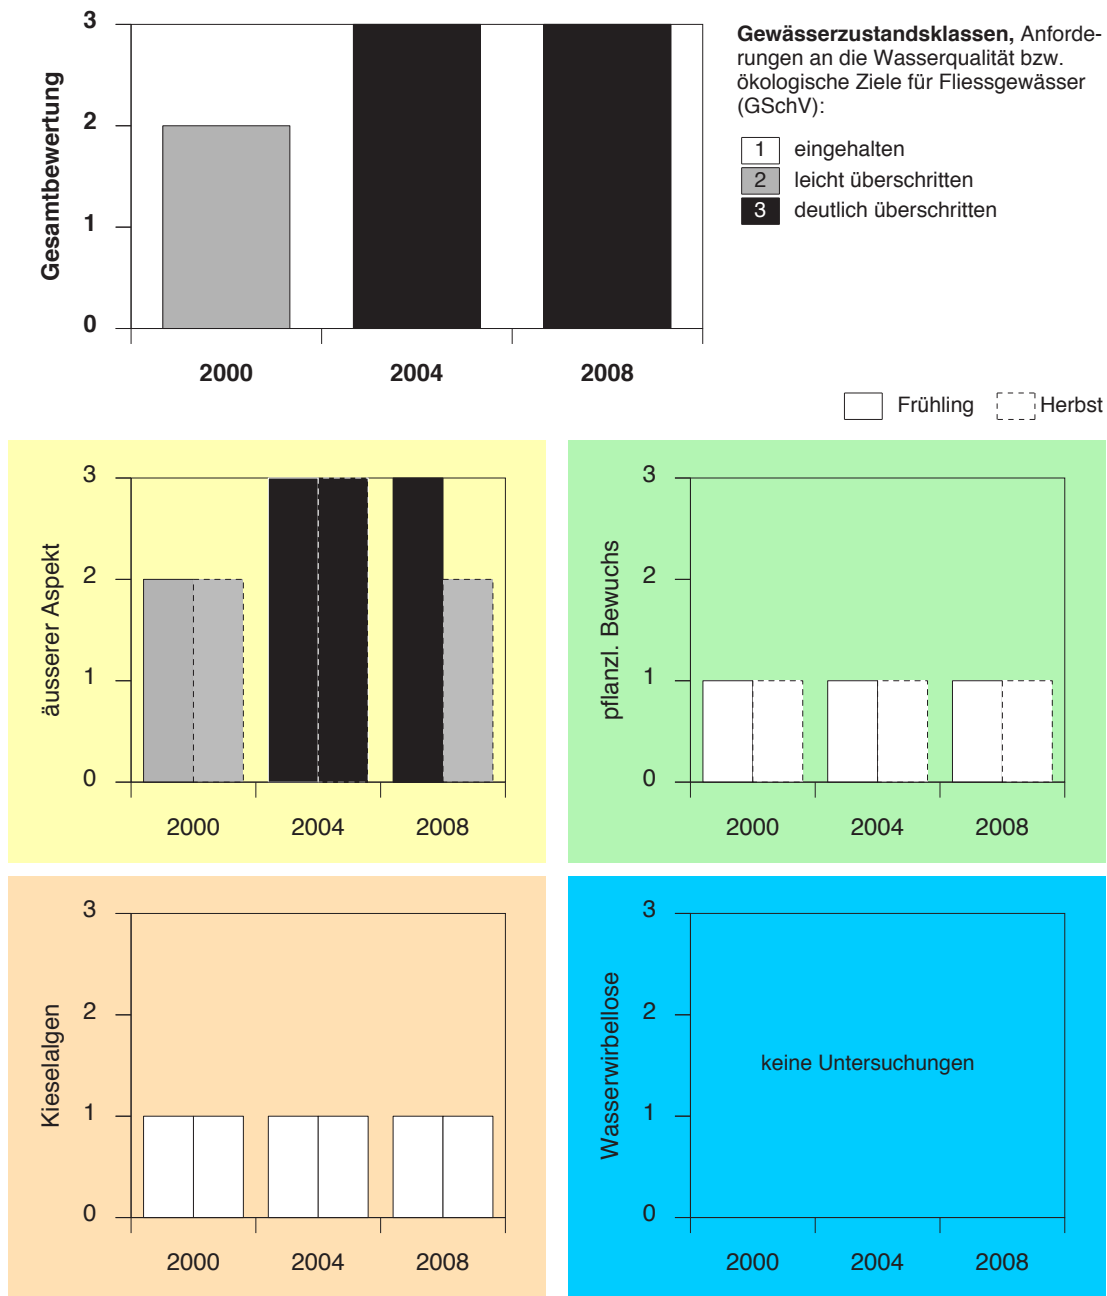 Gesamtbewertung
3
2
1
0
2000 2004 2008
Gewässerzustandsklassen, Anforde-
rungen an die Wasserqualität bzw.
ökologische Ziele für Fliessgewässer
(GSchV):
1 eingehalten
2 leicht überschritten
3 deutlich überschritten
Frühling Herbst
äusserer Aspekt
3
2
1
0
2000 2004 2008
pflanzl. Bewuchs
3
2
1
0
2000 2004 2008
Kieselalgen
3
2
1
0
2000 2004 2008
Wasserwirbellose
3
2
1
0
keine Untersuchungen
2000 2004 2008